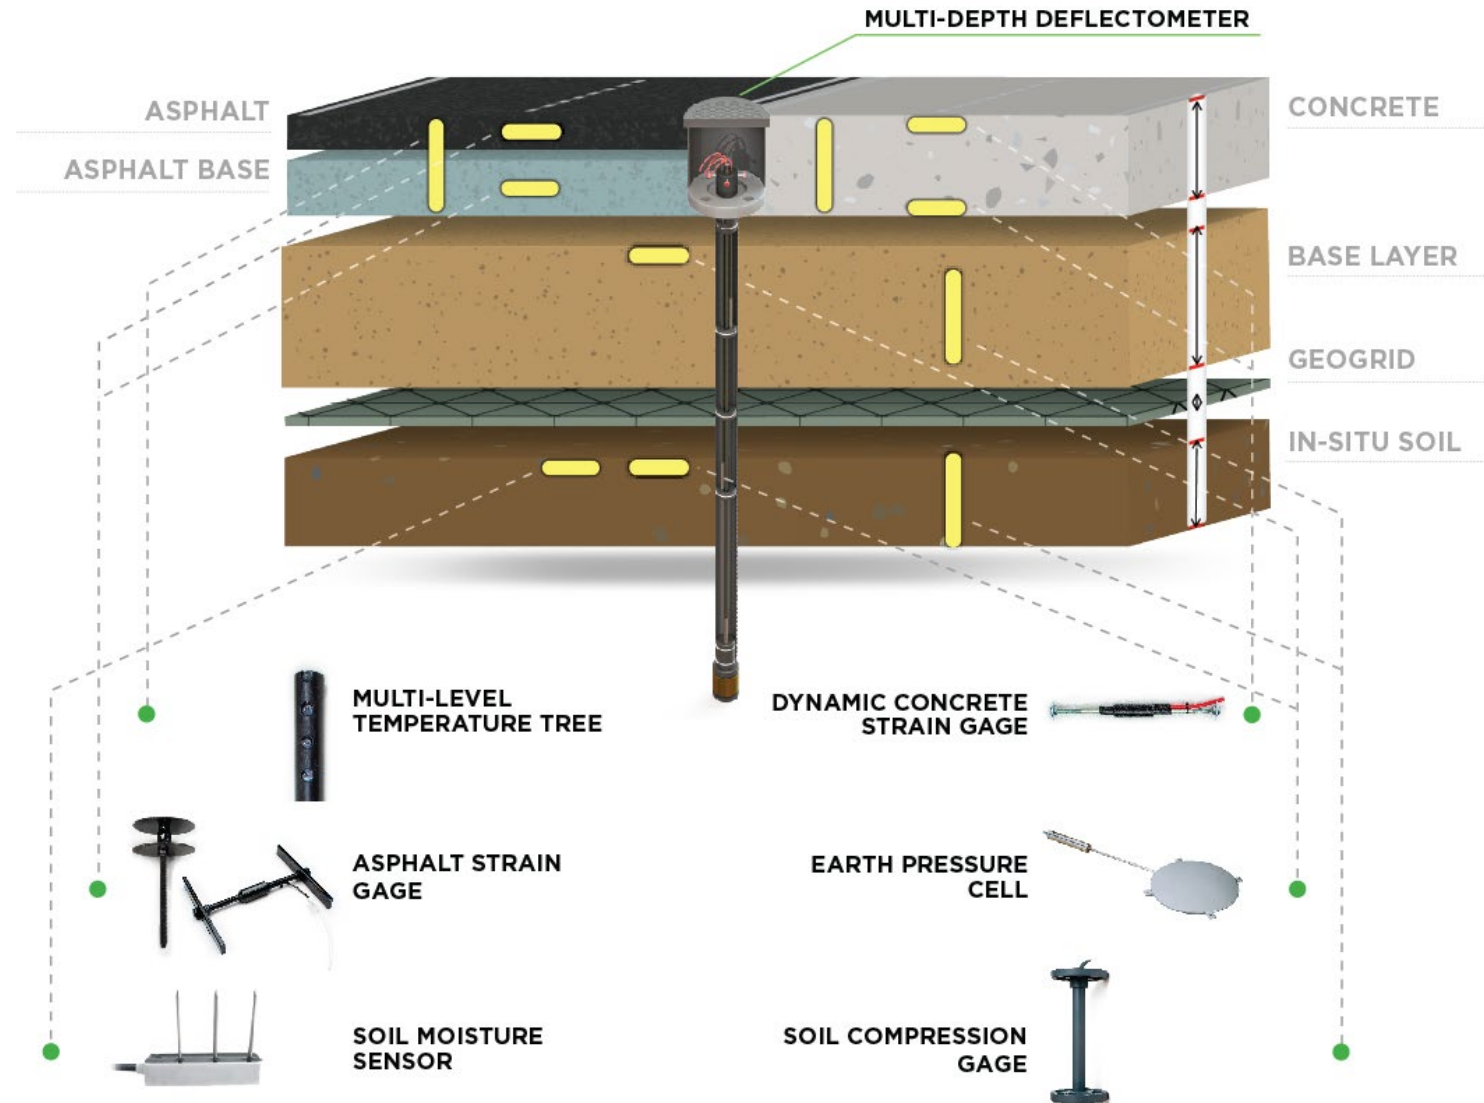 MULTI-DEPTH DEFLECTOMETER
ASPHALT
CONCRETE
ASPHALT BASE
BASE LAYER
GEOGRID
IN-SITU SOIL
MULTI-LEVEL
TEMPERATURE TREE
DYNAMIC CONCRETE
STRAIN GAGE
ASPHALT STRAIN
GAGE
EARTH PRESSURE
CELL
SOIL MOISTURE
SENSOR
SOIL COMPRESSION
GAGE